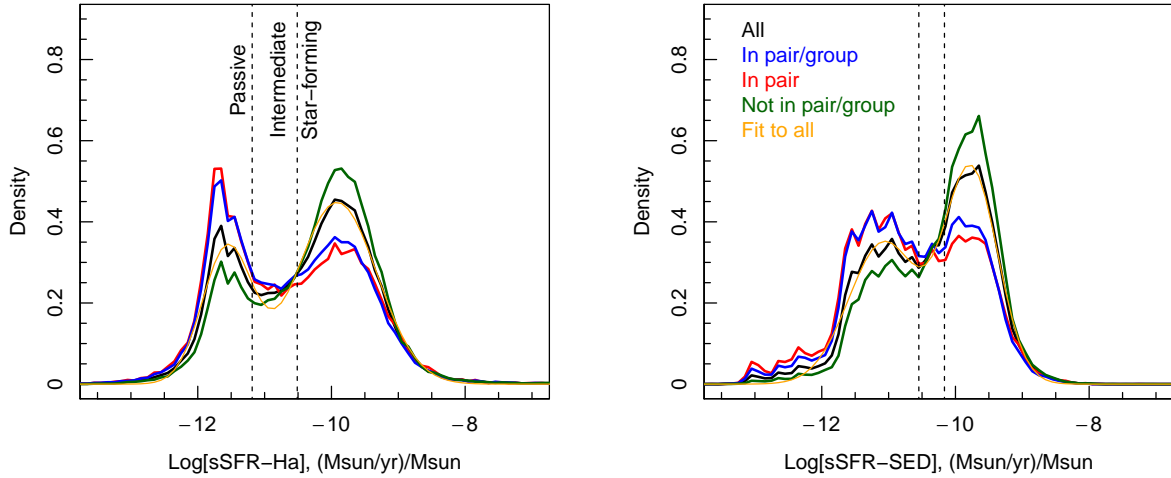 Passive
Intermediate
Star−forming
Density
0
0.2
0.4
0.6
0.8
−12
−10
−8
Log[sSFR−Ha], (Msun/yr)/Msun
All
In pair/group
In pair
Not in pair/group
Fit to all
Density
0
0.2
0.4
0.6
0.8
−12
−10
−8
Log[sSFR−SED], (Msun/yr)/Msun